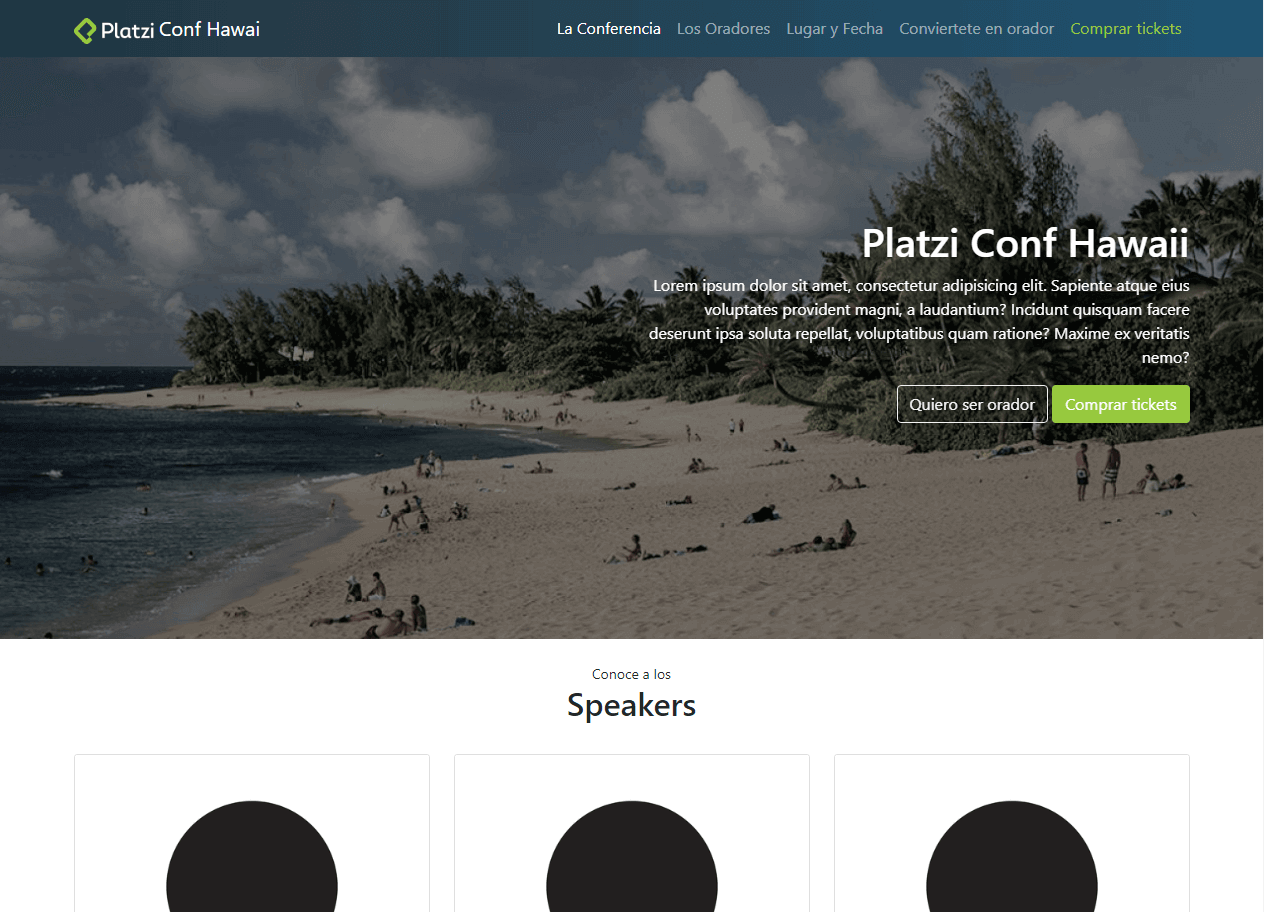 Platzi Conf Hawai
La Conferencia
Los Oradores
Lugar y Fecha
Conviertete en orador
Comprar tickets
Platzi Conf Hawaii
Lorem ipsum dolor sit amet, consectetur adipisicing elit. Sapiente atque eius
voluptates provident magni, a laudantium? Incidunt quisquam facere
deserunt ipsa soluta repellat, voluptatibus quam ratione? Maxime ex veritatis
nemo?
Quiero ser orador
Comprar tickets
Conoce a los
Speakers